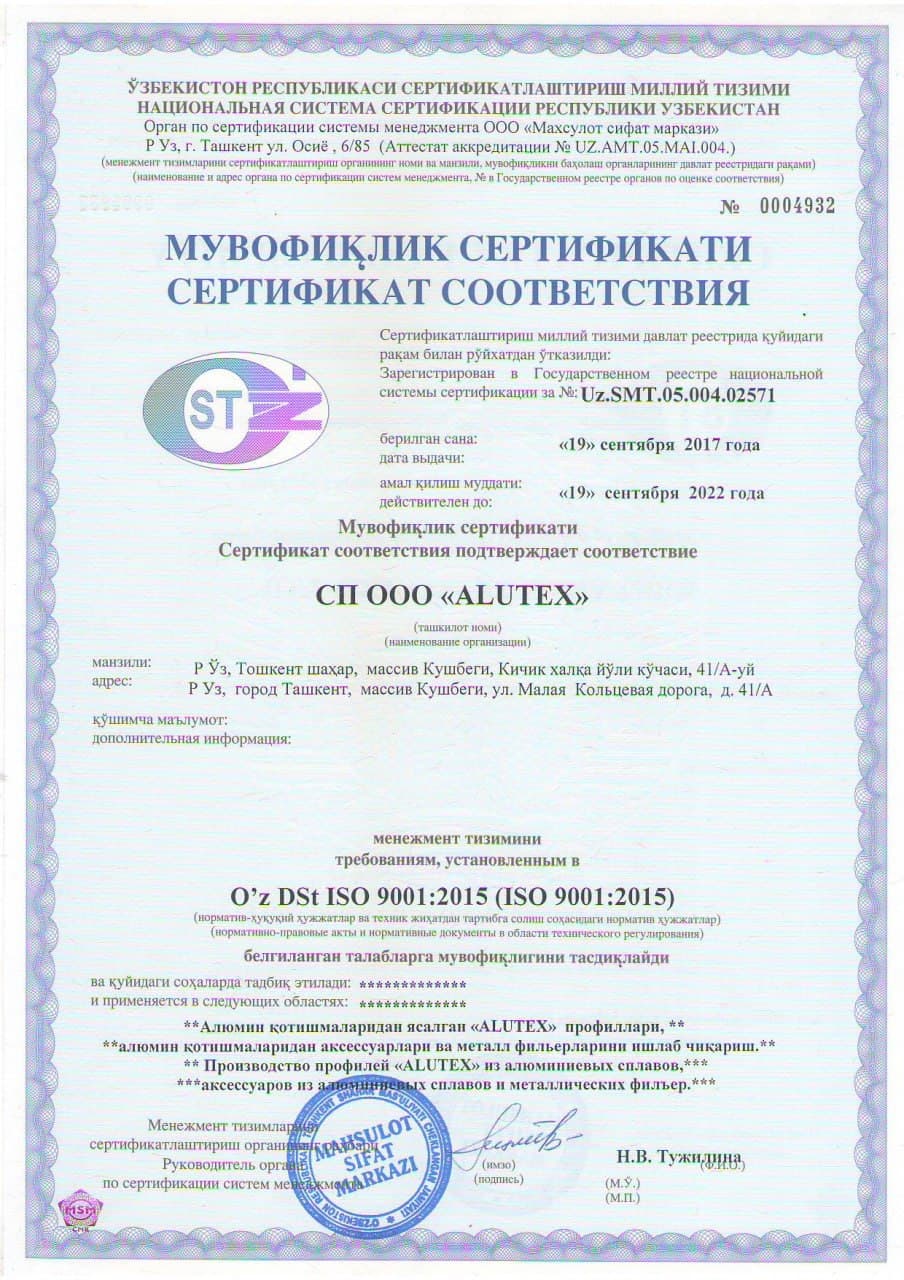 ЎЗБЕКИСТОН РЕСПУБЛИКАСИ СЕРТИФИКАТЛАШТИРИШ МИЛЛИЙ ТИЗИМИ
НАЦИОНАЛЬНАЯ СИСТЕМА СЕРТИФИКАЦИИ РЕСПУБЛИКИ УЗБЕКИСТАН
Орган по сертификации системы менеджмента ООО «Махсулот сифат маркази»
Р Уз, г. Ташкент ул. Осиё , 6/85 (Аттестат аккредитации № UZ.AMT.05.MAI.004.)
(менежмент тизимларини сертификатлаштириш органининг номи ва манзили, мувофиқликни баҳолаш органларининг давлат реестридаги рақами)
(наименование и адрес органа по сертификации систем менеджмента, № в Государственном реестре органов по оценке соответствия)
№ 0004932
МУВОФИҚЛИК СЕРТИФИКАТИ
СЕРТИФИКАТ СООТВЕТСТВИЯ
Сертификатлаштириш миллий тизими давлат реестрида қуйидаги
рақам билан рўйхатдан ўтказилди:
Зарегистрирован в Государственном реестре национальной
системы сертификации за №: Uz.SMT.05.004.02571
ST
берилган сана:
дата выдачи: «19» сентября 2017 года
амал қилиш муддати:
действителен до: «19» сентября 2022 года
Мувофиқлик сертификати
Сертификат соответствия подтверждает соответствие
СП ООО «ALUTEX»
(ташкилот номи)
(наименование организации)
манзили: Р Ўз, Тошкент шаҳар, массив Кушбеги, Кичик халқа йўли кўчаси, 41/А-уй
адрес: Р Уз, город Ташкент, массив Кушбеги, ул. Малая Кольцевая дорога, д. 41/А
қўшимча маълумот:
дополнительная информация:
менежмент тизимини
требованиям, установленным в
O’z DSt ISO 9001:2015 (ISO 9001:2015)
(норматив-ҳуқуқий ҳужжатлар ва техник жиҳатдан тартибга солиш соҳасидаги норматив ҳужжатлар)
(нормативно-правовые акты и нормативные документы в области технического регулирования)
белгиланган талабларга мувофиқлигини тасдиқлайди
ва қуйидаги соҳаларда тадбиқ этилади: *************
и применяется в следующих областях: *************
**Алюмин қотишмаларидан ясалган «ALUTEX» профиллари, **
**алюмин қотишмаларидан аксессуарлари ва металл фильерларини ишлаб чиқариш.**
** Производство профилей «ALUTEX» из алюминиевых сплавов,***
***аксессуаров из алюминиевых сплавов и металлических филъер.***
Менежмент тизимларини
сертификатлаштириш органининг раҳбари
Руководитель органа
по сертификации систем менеджмента
MAHSULOT
SIFAT
MARKAZI
(имзо)
(подпись)
Н.В. Тужилина
(Ф.И.О.)
(М.Ў.)
(М.П.)
MSM